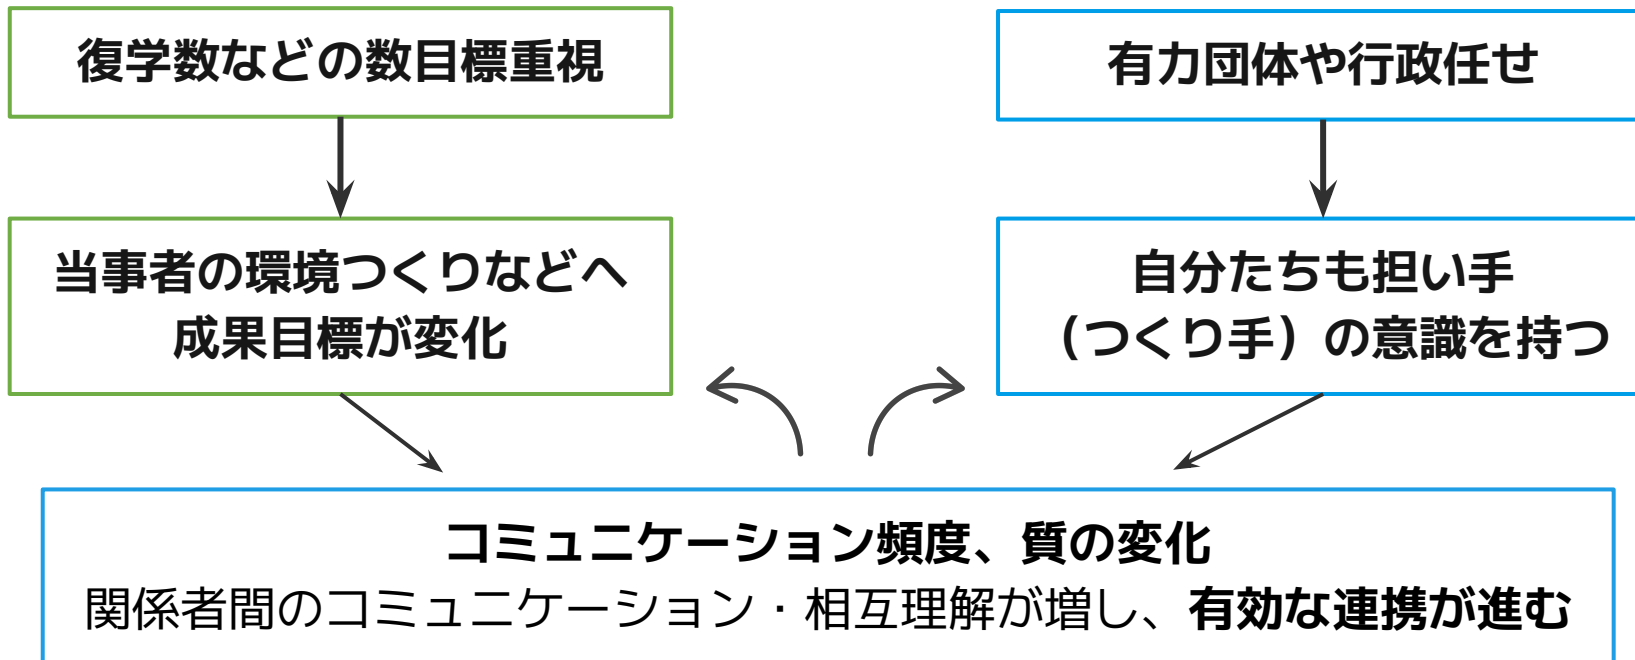 復学数などの数目標重視
有力団体や行政任せ
当事者の環境つくりなどへ
成果目標が変化
自分たちも担い手
（つくり手）の意識を持つ
コミュニケーション頻度、質の変化
関係者間のコミュニケーション・相互理解が増し、有効な連携が進む